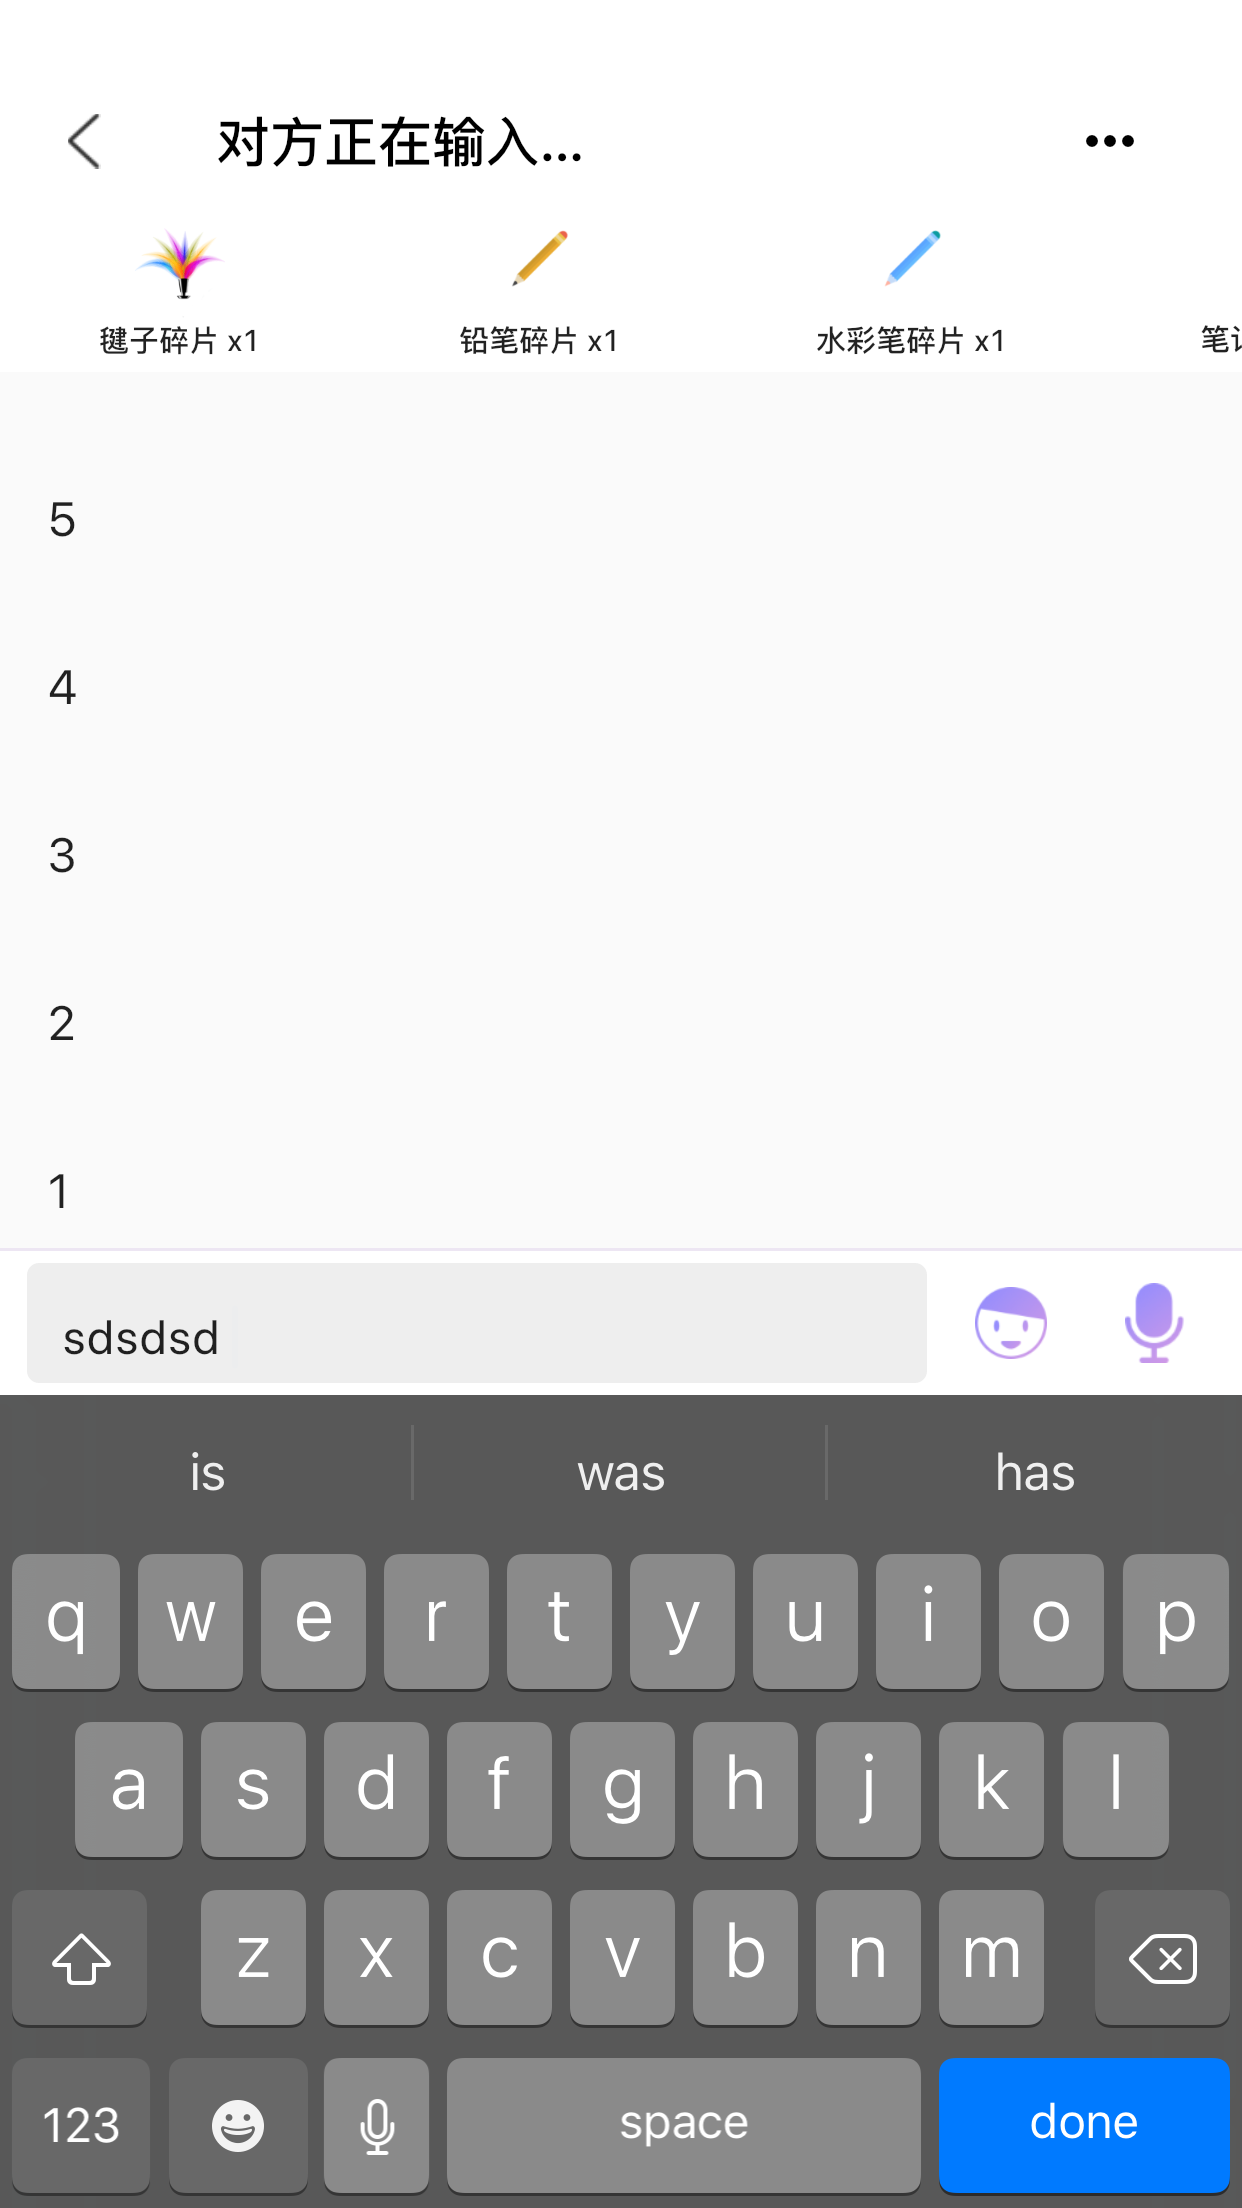 对方正在输入...
毽子碎片 x1 铅笔碎片 x1 水彩笔碎片 x1 笔
5
4
3
2
1
sdsdsd
is was has
q w e r t y u i o p
a s d f g h j k l
z x c v b n m
123 space done